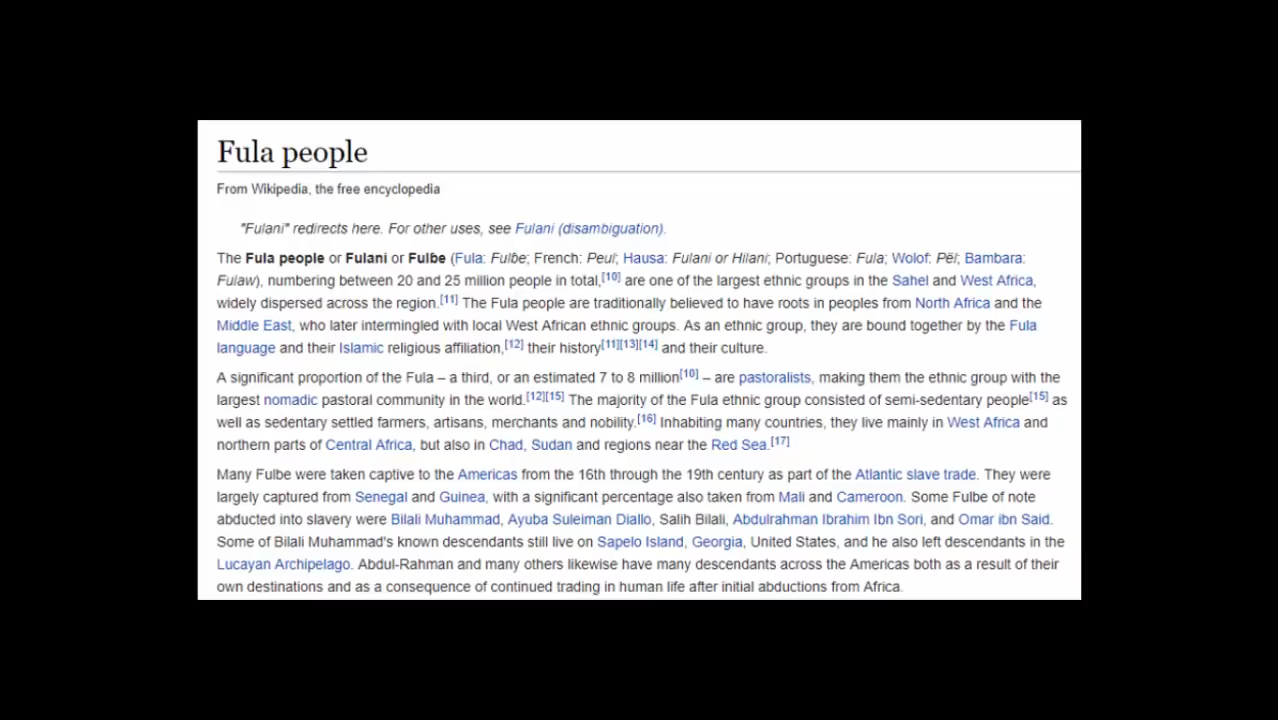 Fula people
From Wikipedia, the free encyclopedia
"Fulani" redirects here. For other uses, see Fulani (disambiguation).
The Fula people or Fulani or Fulɓe (Fula: Fulɓe; French: Peul; Hausa: Fulani or Hilani; Portuguese: Fula; Wolof: Pël; Bambara:
Fulaw), numbering between 20 and 25 million people in total,[10] are one of the largest ethnic groups in the Sahel and West Africa,
widely dispersed across the region.[11] The Fula people are traditionally believed to have roots in peoples from North Africa and the
Middle East, who later intermingled with local West African ethnic groups. As an ethnic group, they are bound together by the Fula
language and their Islamic religious affiliation,[12] their history[11][13][14] and their culture.
A significant proportion of the Fula – a third, or an estimated 7 to 8 million[10] – are pastoralists, making them the ethnic group with the
largest nomadic pastoral community in the world.[12][15] The majority of the Fula ethnic group consisted of semi-sedentary people[15] as
well as sedentary settled farmers, artisans, merchants and nobility.[16] Inhabiting many countries, they live mainly in West Africa and
northern parts of Central Africa, but also in Chad, Sudan and regions near the Red Sea.[17]
Many Fulbe were taken captive to the Americas from the 16th through the 19th century as part of the Atlantic slave trade. They were
largely captured from Senegal and Guinea, with a significant percentage also taken from Mali and Cameroon. Some Fulbe of note
abducted into slavery were Bilali Muhammad, Ayuba Suleiman Diallo, Salih Bilali, Abdulrahman Ibrahim Ibn Sori, and Omar ibn Said.
Some of Bilali Muhammad's known descendants still live on Sapelo Island, Georgia, United States, and he also left descendants in the
Lucayan Archipelago. Abdul-Rahman and many others likewise have many descendants across the Americas both as a result of their
own destinations and as a consequence of continued trading in human life after initial abductions from Africa.